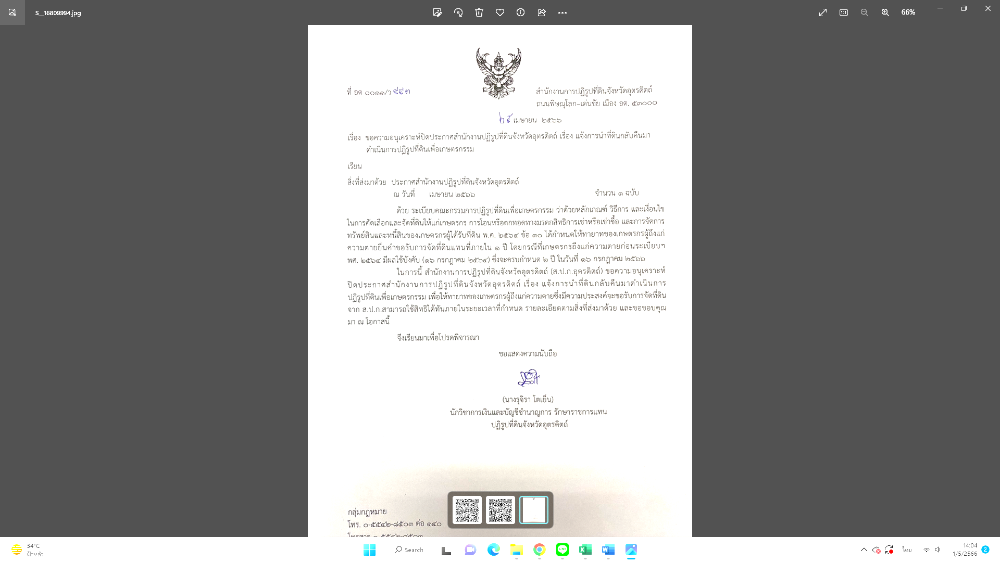 S__16809994.jpg
66%
ที่ อต ๐๐๑๑/ว
สำนักงานการปฏิรูปที่ดินจังหวัดอุตรดิตถ์
ถนนพิษณุโลก-เด่นชัย เมือง อต. ๕๓๐๐๐
เมษายน ๒๕๖๖
เรื่อง ขอความอนุเคราะห์ปิดประกาศสำนักงานปฏิรูปที่ดินจังหวัดอุตรดิตถ์ เรื่อง แจ้งการนำที่ดินกลับคืนมา
ดำเนินการปฏิรูปที่ดินเพื่อเกษตรกรรม
เรียน
สิ่งที่ส่งมาด้วย ประกาศสำนักงานปฏิรูปที่ดินจังหวัดอุตรดิตถ์
ณ วันที่ เมษายน ๒๕๖๖ จำนวน ๑ ฉบับ
ด้วย ระเบียบคณะกรรมการปฏิรูปที่ดินเพื่อเกษตรกรรม ว่าด้วยหลักเกณฑ์ วิธีการ และเงื่อนไข
ในการคัดเลือกและจัดที่ดินให้แก่เกษตรกร การโอนหรือตกทอดทางมรดกสิทธิการเช่าหรือเช่าซื้อ และการจัดการ
ทรัพย์สินและหนี้สินของเกษตรกรผู้ได้รับที่ดิน พ.ศ. ๒๕๖๔ ข้อ ๓๐ ได้กำหนดให้ทายาทของเกษตรกรผู้ถึงแก่
ความตายยื่นคำขอรับการจัดที่ดินแทนที่ภายใน ๑ ปี โดยกรณีที่เกษตรกรถึงแก่ความตายก่อนระเบียบฯ
พศ. ๒๕๖๔ มีผลใช้บังคับ (๑๖ กรกฎาคม ๒๕๖๔) ซึ่งจะครบกำหนด ๒ ปี ในวันที่ ๑๖ กรกฎาคม ๒๕๖๖
ในการนี้ สำนักงานการปฏิรูปที่ดินจังหวัดอุตรดิตถ์ (ส.ป.ก.อุตรดิตถ์) ขอความอนุเคราะห์
ปิดประกาศสำนักงานการปฏิรูปที่ดินจังหวัดอุตรดิตถ์ เรื่อง แจ้งการนำที่ดินกลับคืนมาดำเนินการ
ปฏิรูปที่ดินเพื่อเกษตรกรรม เพื่อให้ทายาทของเกษตรกรผู้ถึงแก่ความตายซึ่งมีความประสงค์จะขอรับการจัดที่ดิน
จาก ส.ป.ก.สามารถใช้สิทธิได้ทันภายในระยะเวลาที่กำหนด รายละเอียดตามสิ่งที่ส่งมาด้วย และขอขอบคุณ
มา ณ โอกาสนี้
จึงเรียนมาเพื่อโปรดพิจารณา
ขอแสดงความนับถือ
(นางรุจิรา โตเย็น)
นักวิชาการเงินและบัญชีชำนาญการ รักษาราชการแทน
ปฏิรูปที่ดินจังหวัดอุตรดิตถ์
กลุ่มกฎหมาย
โทร. ๐-๕๕๔๒-๘๕๐๓ ต่อ ๑๔๐
โทรสาร ๐-๕๕๔๒-๘๕๐๓
34°C
Search
ไทย
14:04
1/5/2566
2